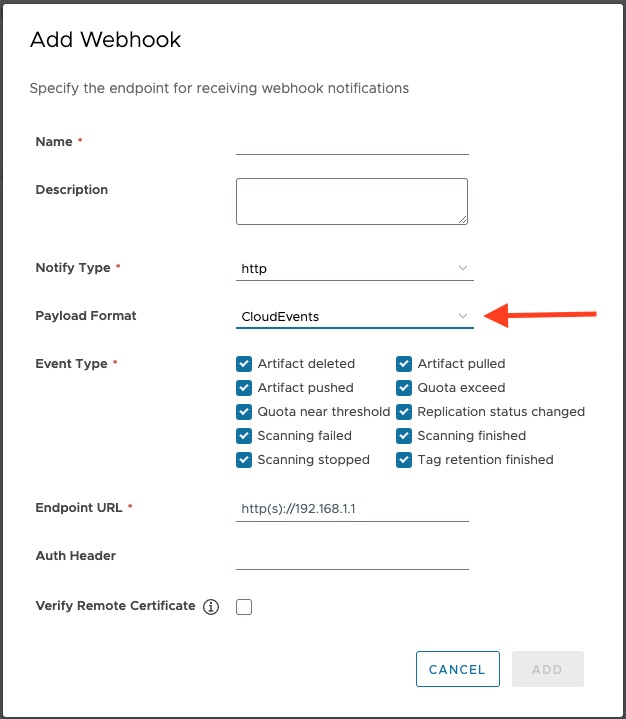 Add Webhook
Specify the endpoint for receiving webhook notifications
Name *
Description
Notify Type * http
Payload Format CloudEvents
Event Type * Artifact deleted Artifact pulled
Artifact pushed Quota exceed
Quota near threshold Replication status changed
Scanning failed Scanning finished
Scanning stopped Tag retention finished
Endpoint URL * http(s)://192.168.1.1
Auth Header
Verify Remote Certificate
CANCEL ADD